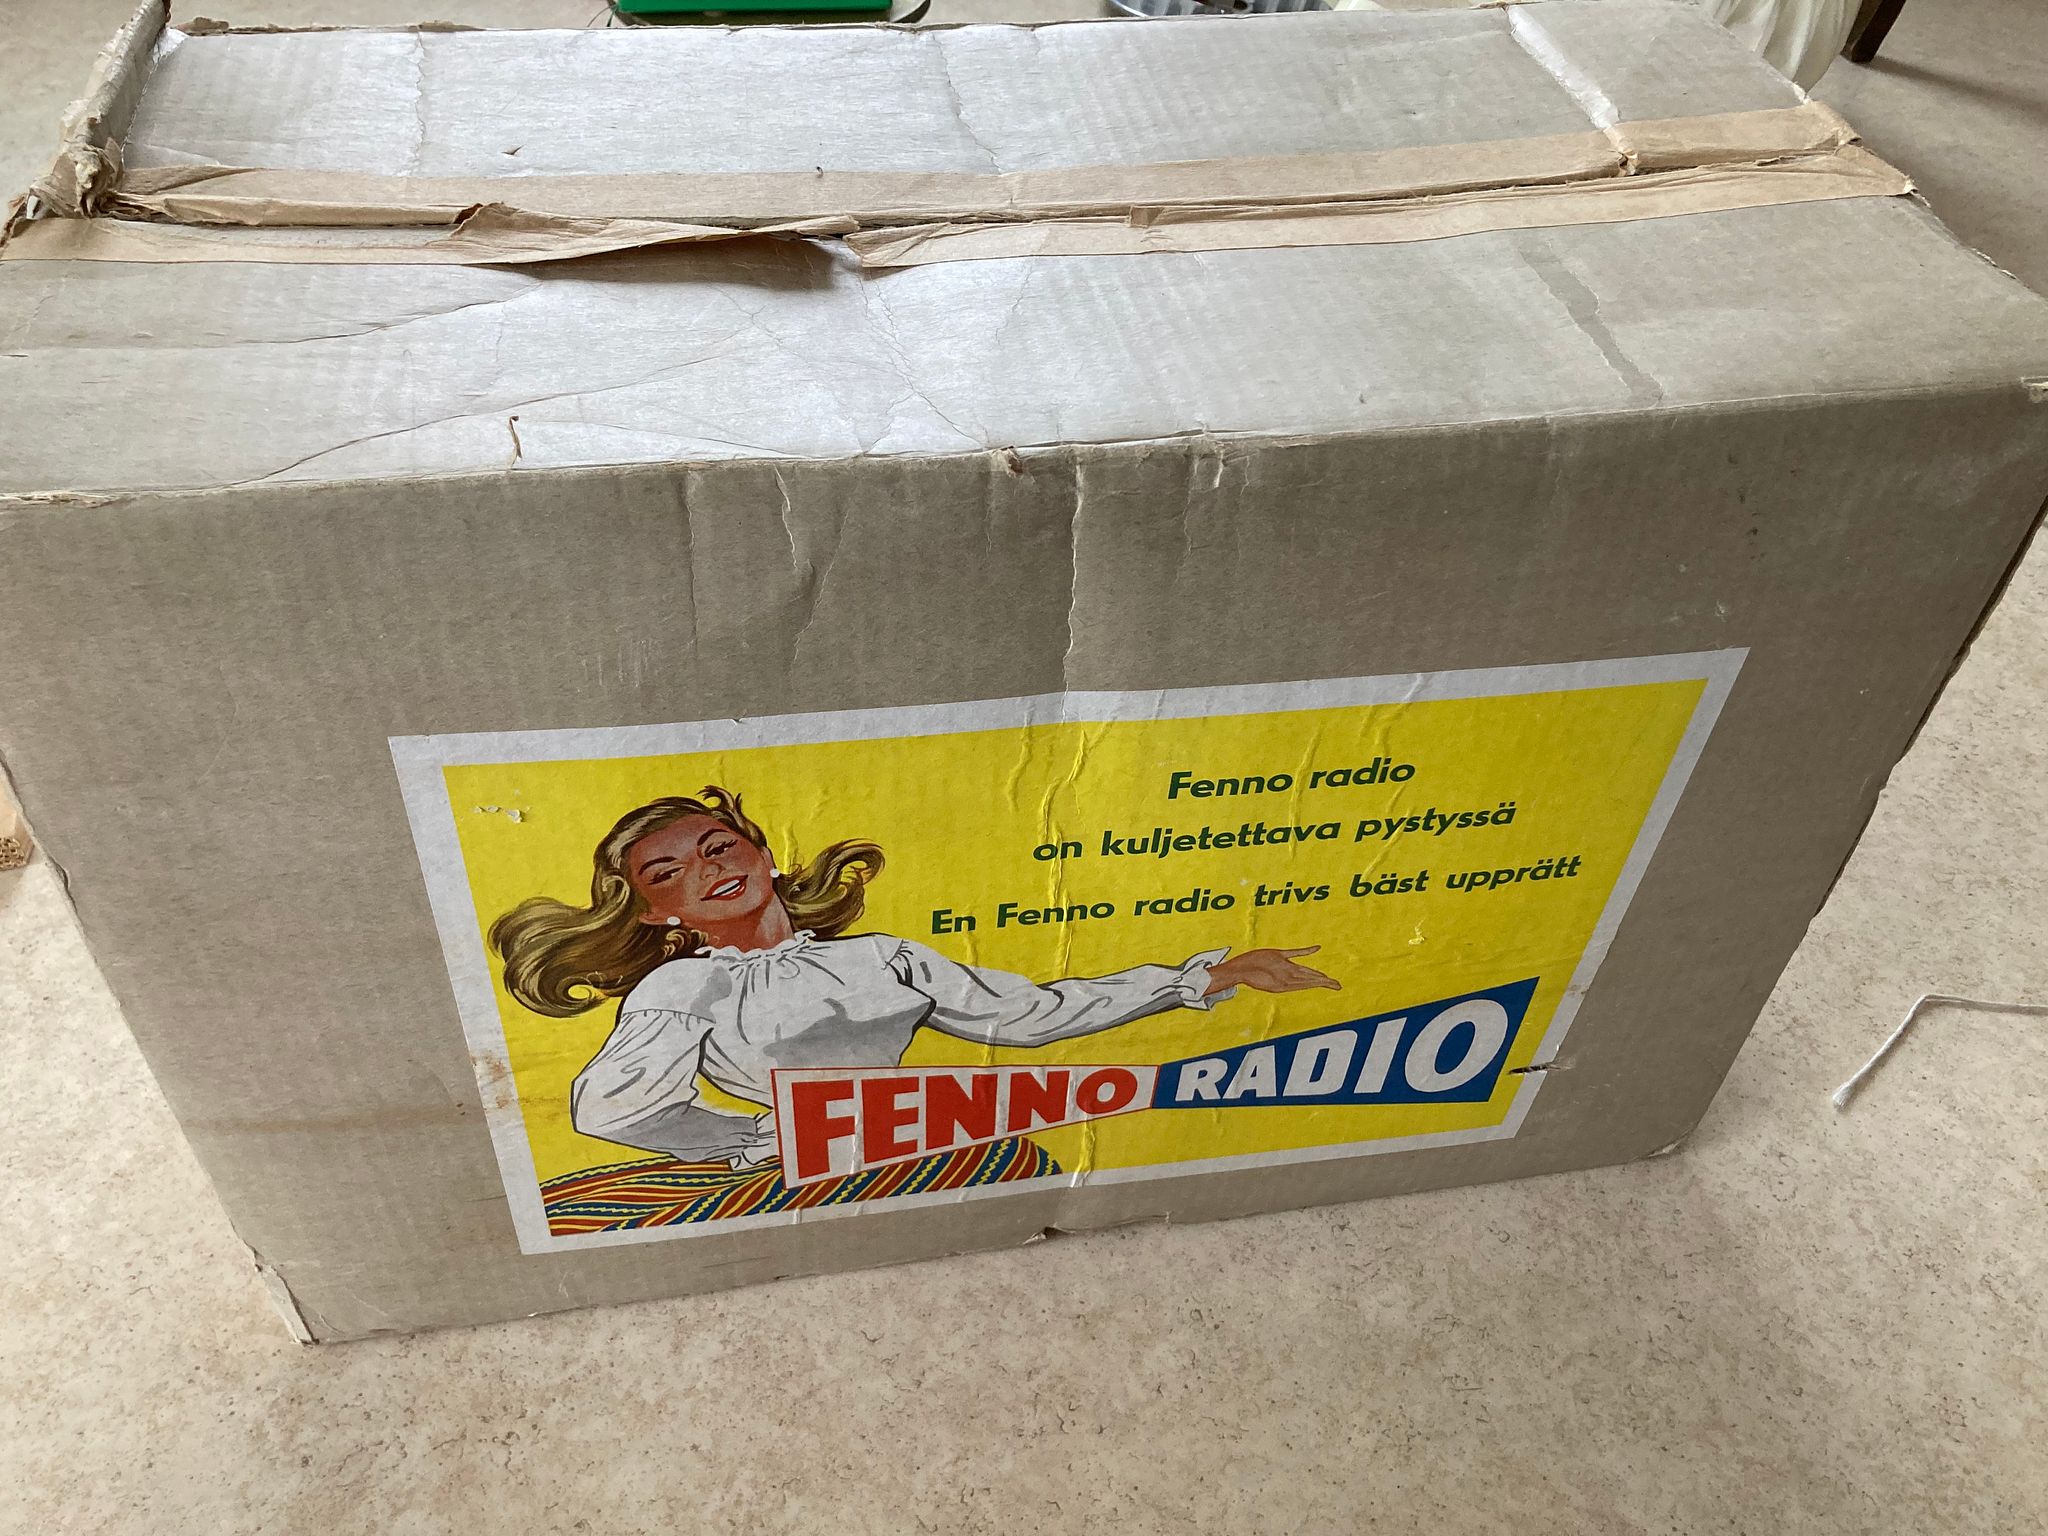 Fenno radio
on kuljetettava pystyssä
En Fenno radio trivs bäst upprätt
FENNO RADIO